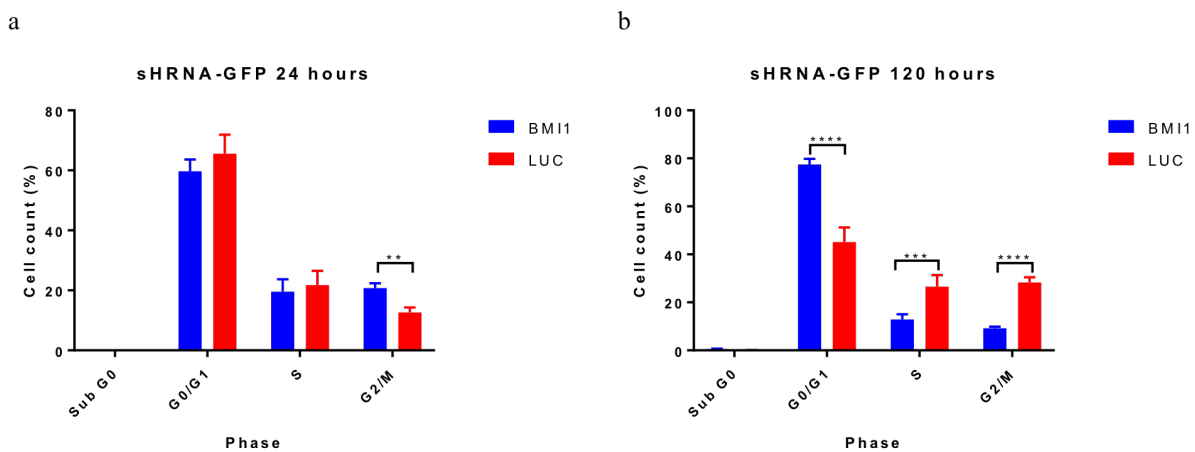 a
sHRNA-GFP 24 hours
80
60
40
20
0
Cell count (%)
**
Sub G0
G0/G1
S
G2/M
Phase
BMI1
LUC
b
sHRNA-GFP 120 hours
100
80
60
40
20
0
Cell count (%)
****
***
****
Sub G0
G0/G1
S
G2/M
Phase
BMI1
LUC